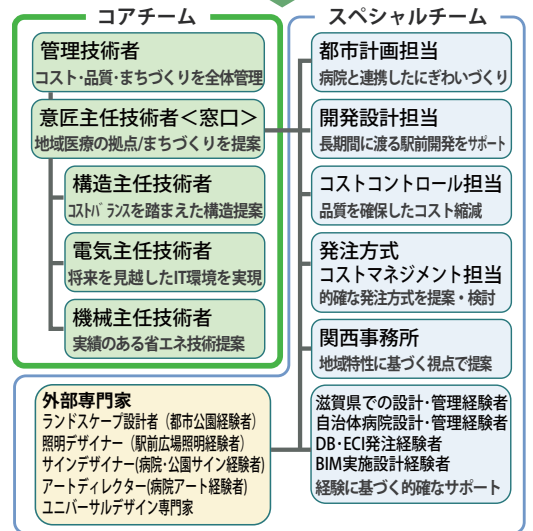 コアチーム
管理技術者
コスト・品質・まちづくりを全体管理
意匠主任技術者<窓口>
地域医療の拠点/まちづくりを提案
構造主任技術者
コストバランスを踏まえた構造提案
電気主任技術者
将来を見越したIT環境を実現
機械主任技術者
実績のある省エネ技術提案
スペシャルチーム
都市計画担当
病院と連携したにぎわいづくり
開発設計担当
長期間に渡る駅前開発をサポート
コストコントロール担当
品質を確保したコスト縮減
発注方式
コストマネジメント担当
的確な発注方式を提案・検討
関西事務所
地域特性に基づく視点で提案
滋賀県での設計・管理経験者
自治体病院設計・管理経験者
DB・ECI発注経験者
BIM実施設計経験者
経験に基づく的確なサポート
外部専門家
ランドスケープ設計者（都市公園経験者）
照明デザイナー（駅前広場照明経験者）
サインデザイナー(病院・公園サイン経験者)
アートディレクター(病院アート経験者)
ユニバーサルデザイン専門家